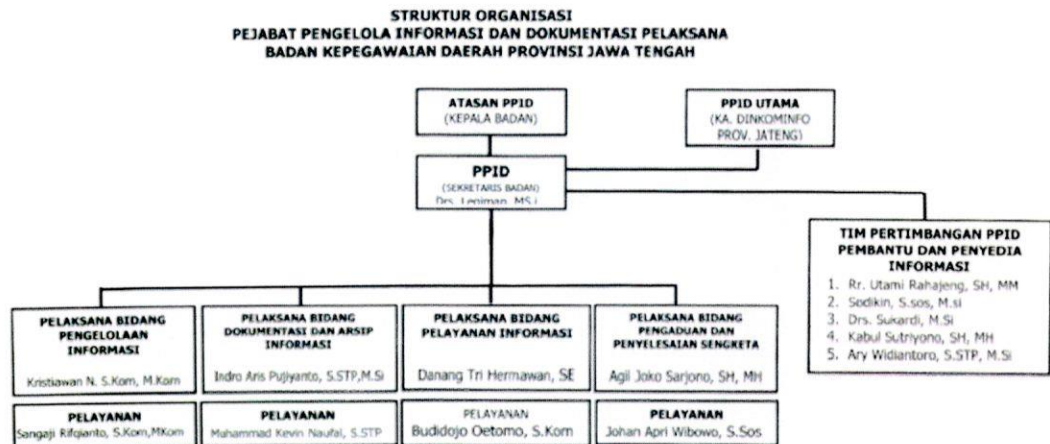 STRUKTUR ORGANISASI
PEJABAT PENGELOLA INFORMASI DAN DOKUMENTASI PELAKSANA
BADAN KEPEGAWAIAN DAERAH PROVINSI JAWA TENGAH
ATASAN PPID
(KEPALA BADAN)
PPID UTAMA
(KA. DINKOMINFO
PROV. JATENG)
PPID
(SEKRETARIS BADAN)
Drs. Legiman, MS.i
TIM PERTIMBANGAN PPID
PEMBANTU DAN PENYEDIA
INFORMASI
1. Rr. Utami Rahajeng, SH, MM
2. Sodikin, S.sos, M.si
3. Drs. Sukardi, M.Si
4. Kabul Sutriyono, SH, MH
5. Ary Widiantoro, S.STP, M.Si
PELAKSANA BIDANG
PENGELOLAAN
INFORMASI
Kristiawan N. S.Kom, M.Kom
PELAKSANA BIDANG
DOKUMENTASI DAN ARSIP
INFORMASI
Indro Aris Pujiyanto, S.STP,M.Si
PELAKSANA BIDANG
PELAYANAN INFORMASI
Danang Tri Hermawan, SE
PELAKSANA BIDANG
PENGADUAN DAN
PENYELESAIAN SENGKETA
Agil Joko Sarjono, SH, MH
PELAYANAN
Sangaji Rifqianto, S.Kom,MKom
PELAYANAN
Muhammad Kevin Naufal, S.STP
PELAYANAN
Budidojo Oetomo, S.Kom
PELAYANAN
Johan Apri Wibowo, S.Sos